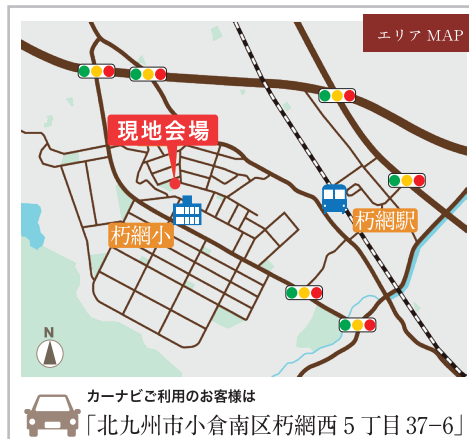 エリア MAP
現地会場
朽網小
朽網駅
N
カーナビご利用のお客様は
「北九州市小倉南区朽網西 5 丁目 37-6」